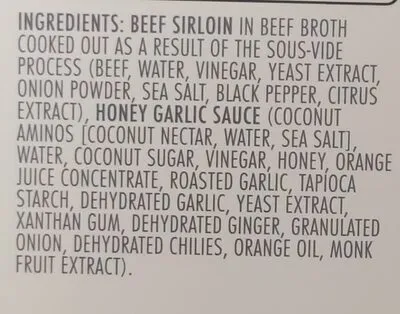 INGREDIENTS: BEEF SIRLOIN IN BEEF BROTH
COOKED OUT AS A RESULT OF THE SOUS-VIDE
PROCESS (BEEF, WATER, VINEGAR, YEAST EXTRACT,
ONION POWDER, SEA SALT, BLACK PEPPER, CITRUS
EXTRACT), HONEY GARLIC SAUCE (COCONUT
AMINOS [COCONUT NECTAR, WATER, SEA SALT],
WATER, COCONUT SUGAR, VINEGAR, HONEY, ORANGE
JUICE CONCENTRATE, ROASTED GARLIC, TAPIOCA
STARCH, DEHYDRATED GARLIC, YEAST EXTRACT,
XANTHAN GUM, DEHYDRATED GINGER, GRANULATED
ONION, DEHYDRATED CHILIES, ORANGE OIL, MONK
FRUIT EXTRACT).